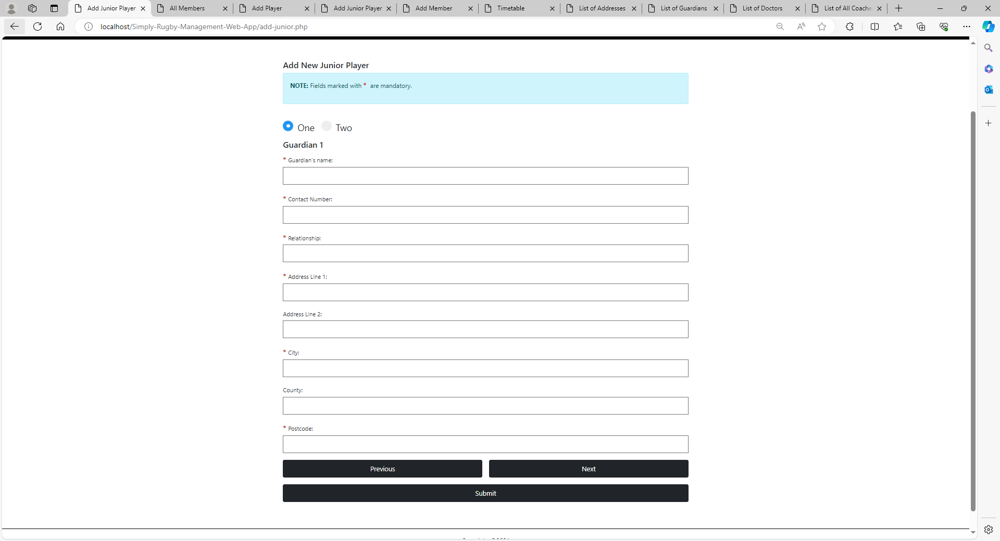 Add Junior Player
All Members
Add Player
Add Junior Player
Add Member
Timetable
List of Addresses
List of Guardians
List of Doctors
List of All Coache
localhost/Simply-Rugby-Management-Web-App/add-junior.php
Add New Junior Player
NOTE: Fields marked with * are mandatory.
One Two
Guardian 1
* Guardian's name:
* Contact Number:
* Relationship:
* Address Line 1:
Address Line 2:
* City:
County:
* Postcode:
Previous Next
Submit